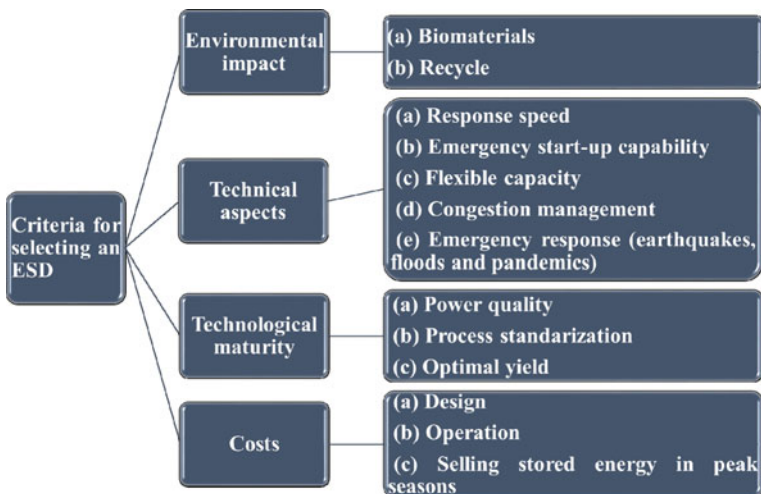 Criteria for
selecting an
ESD
Environmental
impact
(a) Biomaterials
(b) Recycle
Technical
aspects
(a) Response speed
(b) Emergency start-up capability
(c) Flexible capacity
(d) Congestion management
(e) Emergency response (earthquakes,
floods and pandemics)
Technological
maturity
(a) Power quality
(b) Process standarization
(c) Optimal yield
Costs
(a) Design
(b) Operation
(c) Selling stored energy in peak
seasons